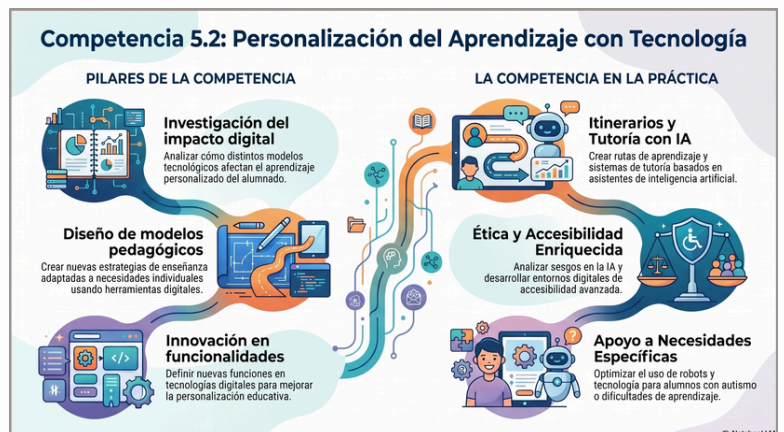 Competencia 5.2: Personalización del Aprendizaje con Tecnología
PILARES DE LA COMPETENCIA
Investigación del
impacto digital
Analizar cómo distintos modelos
tecnológicos afectan el aprendizaje
personalizado del alumnado.
Diseño de modelos
pedagógicos
Crear nuevas estrategias de enseñanza
adaptadas a necesidades individuales
usando herramientas digitales.
Innovación en
funcionalidades
Definir nuevas funciones en
tecnologías digitales para mejorar
la personalización educativa.
LA COMPETENCIA EN LA PRÁCTICA
Itinerarios y
Tutoría con IA
Crear rutas de aprendizaje y
sistemas de tutoría basados en
asistentes de inteligencia artificial.
Ética y Accesibilidad
Enriquecida
Analizar sesgos en la IA y
desarrollar entornos digitales de
accesibilidad avanzada.
Apoyo a Necesidades
Específicas
Optimizar el uso de robots y
tecnología para alumnos con autismo
o dificultades de aprendizaje.